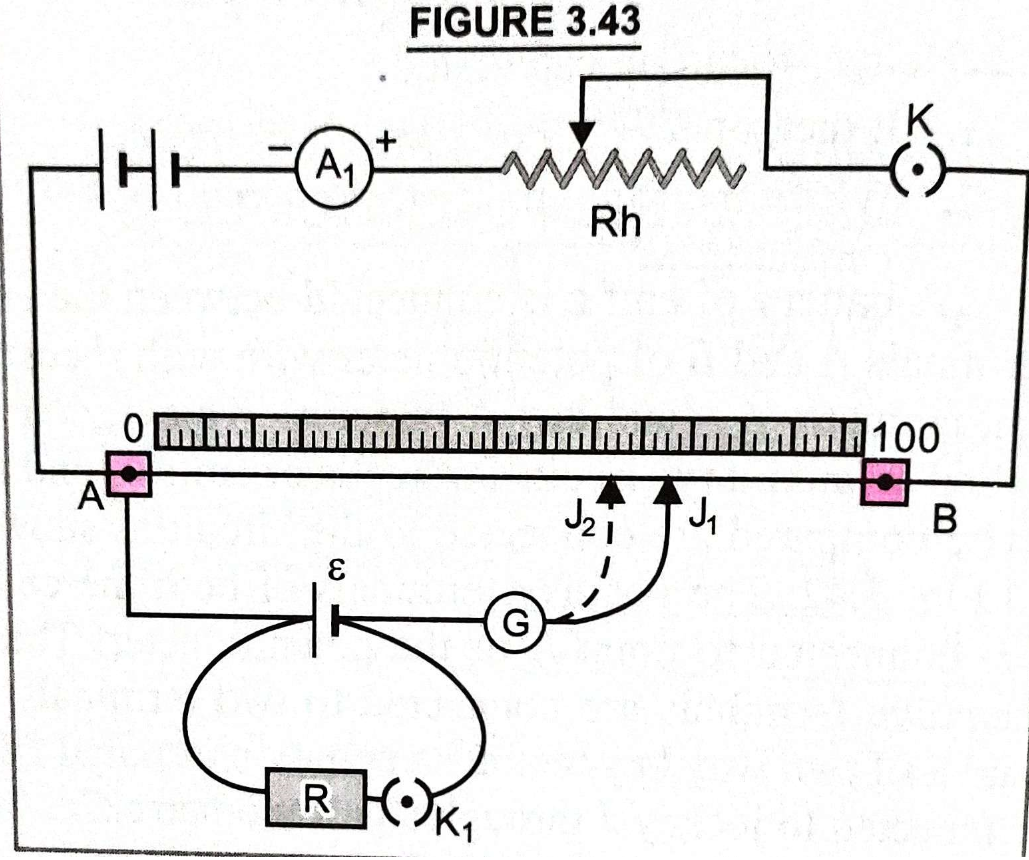 FIGURE 3.43
K
− A1 +
Rh
0 100
A B
J2 J1
ε
G
R K1